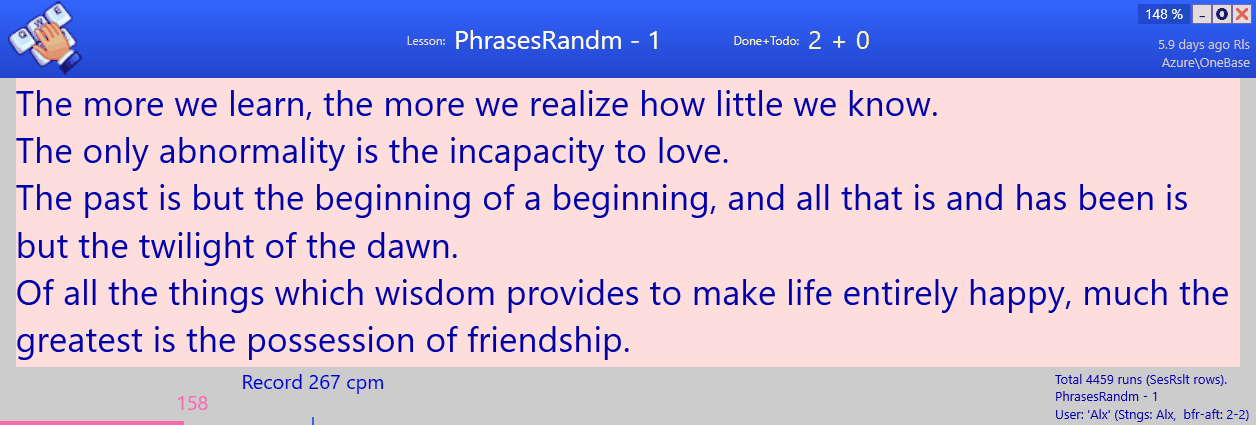 148 %
Lesson: PhrasesRandm - 1 Done+Todo: 2 + 0
5.9 days ago Rls
Azure\OneBase
The more we learn, the more we realize how little we know.
The only abnormality is the incapacity to love.
The past is but the beginning of a beginning, and all that is and has been is
but the twilight of the dawn.
Of all the things which wisdom provides to make life entirely happy, much the
greatest is the possession of friendship.
Record 267 cpm
158
Total 4459 runs (SesRslt rows).
PhrasesRandm - 1
User: 'Alx' (Stngs: Alx, bfr-aft: 2-2)